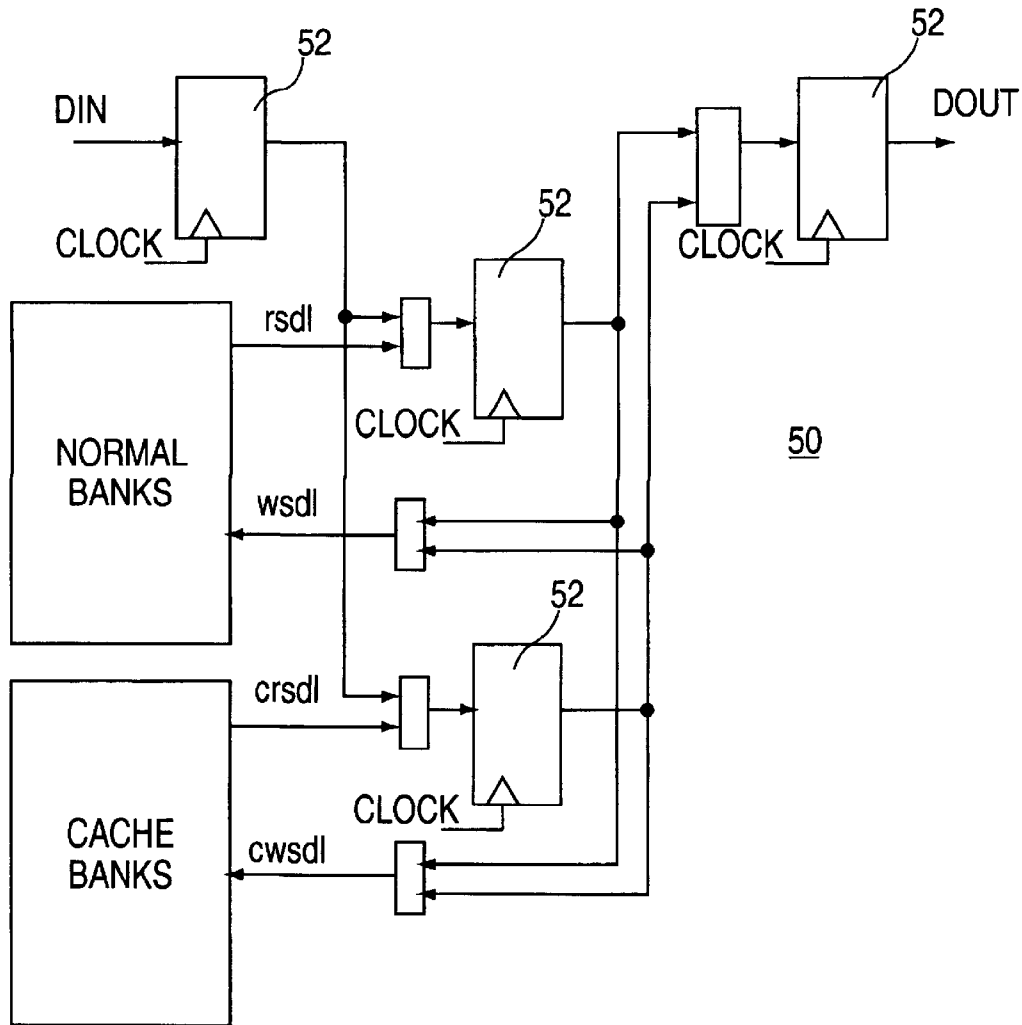 52
52
DIN
DOUT
52
CLOCK
CLOCK
rsdl
CLOCK
50
NORMAL
BANKS
wsdl
52
crsdl
CLOCK
CACHE
BANKS
cwsdl